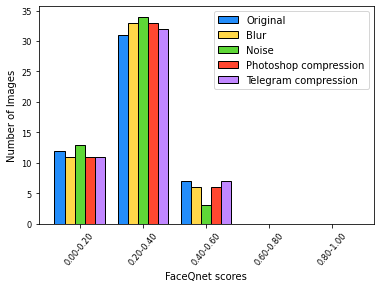 35
30
25
20
15
10
5
0
Number of Images
Original
Blur
Noise
Photoshop compression
Telegram compression
0.00-0.20
0.20-0.40
0.40-0.60
0.60-0.80
0.80-1.00
FaceQnet scores